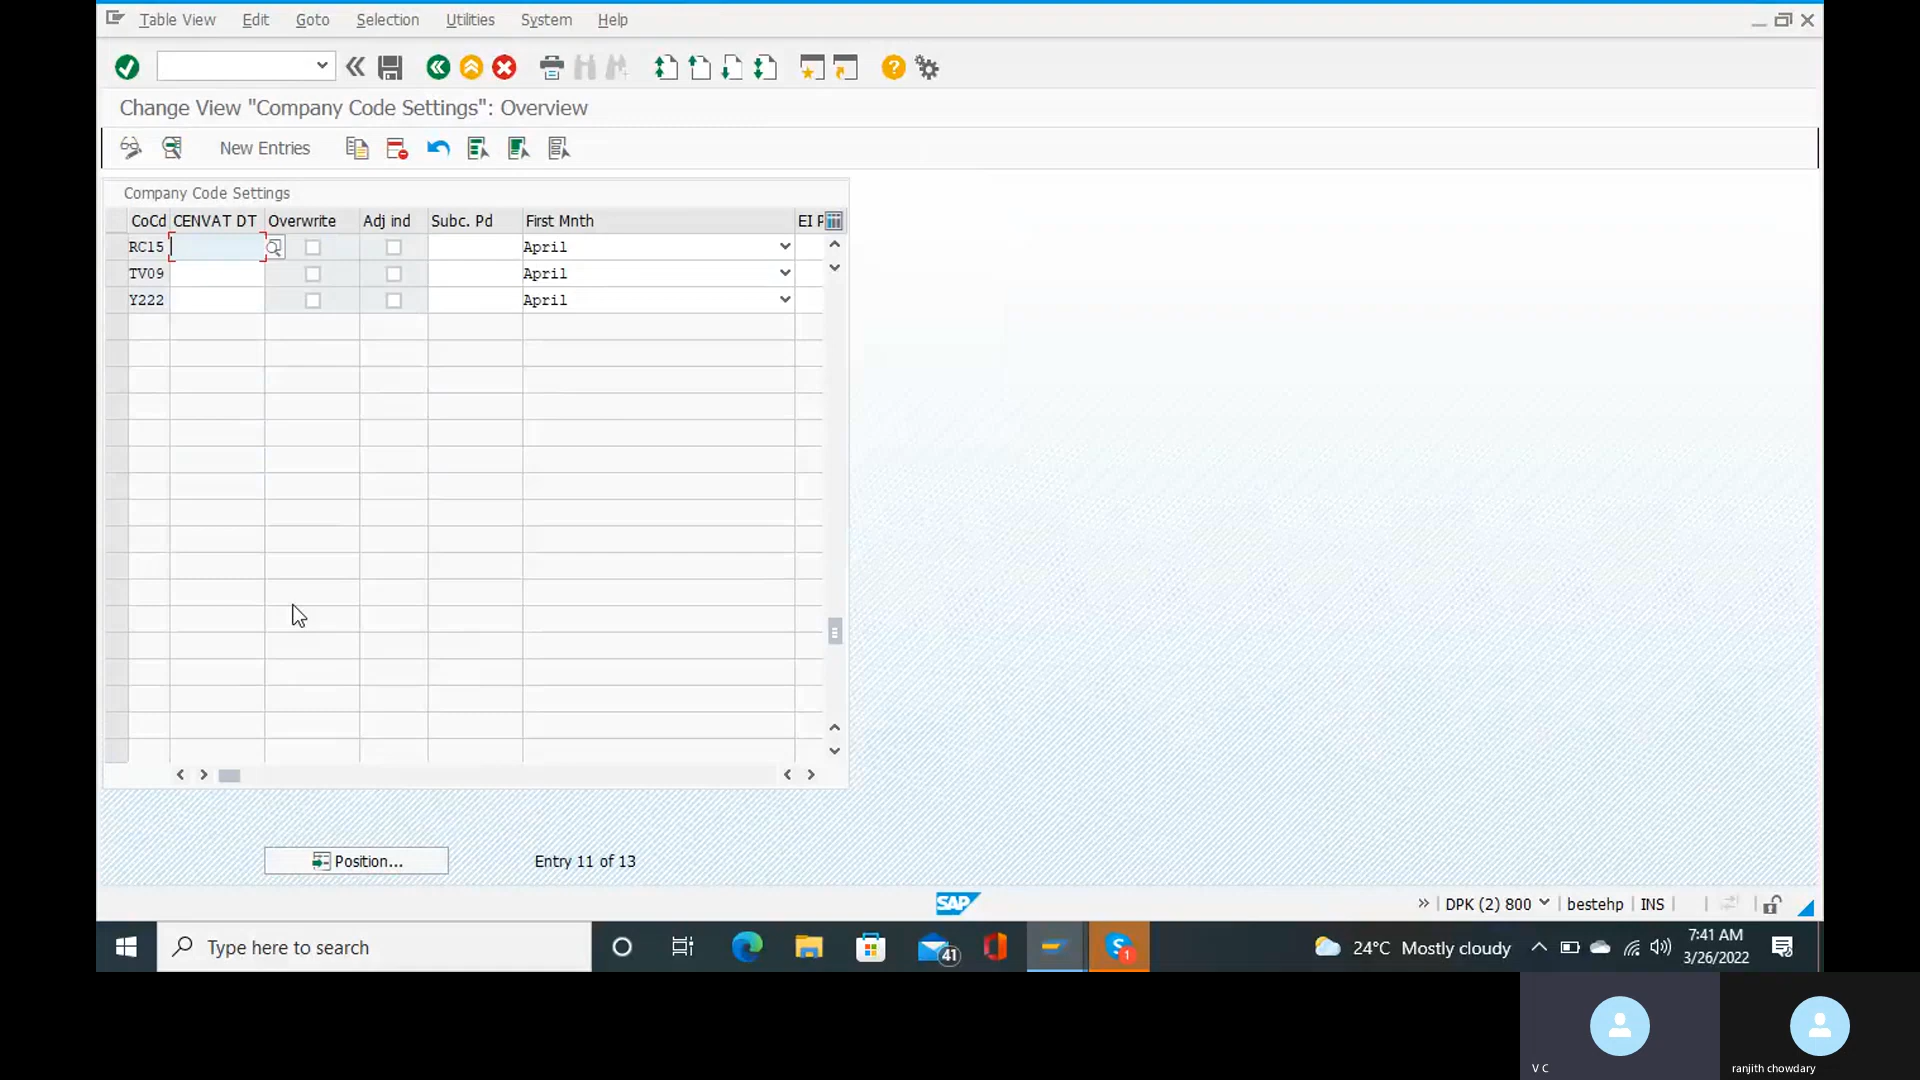 Table View Edit Goto Selection Utilities System Help
Change View "Company Code Settings": Overview
New Entries
Company Code Settings
CoCd CENVAT DT Overwrite Adj ind Subc. Pd First Mnth EI P
RC15 April
TV09 April
Y222 April
Position... Entry 11 of 13
SAP DPK (2) 800 bestehp INS
Type here to search 41 S 1 24°C Mostly cloudy 7:41 AM
3/26/2022
V C ranjith chowdary